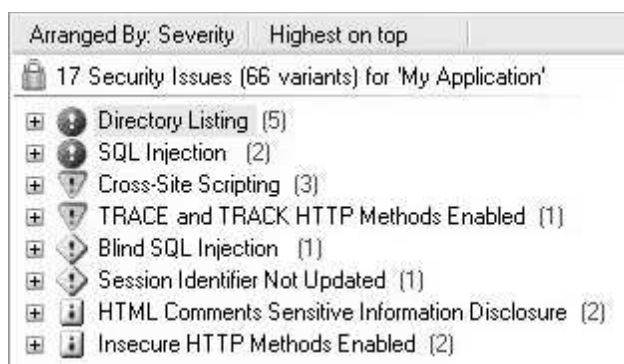 Arranged By: Severity Highest on top
17 Security Issues (66 variants) for 'My Application'
Directory Listing (5)
SQL Injection (2)
Cross-Site Scripting (3)
TRACE and TRACK HTTP Methods Enabled (1)
Blind SQL Injection (1)
Session Identifier Not Updated (1)
HTML Comments Sensitive Information Disclosure (2)
Insecure HTTP Methods Enabled (2)